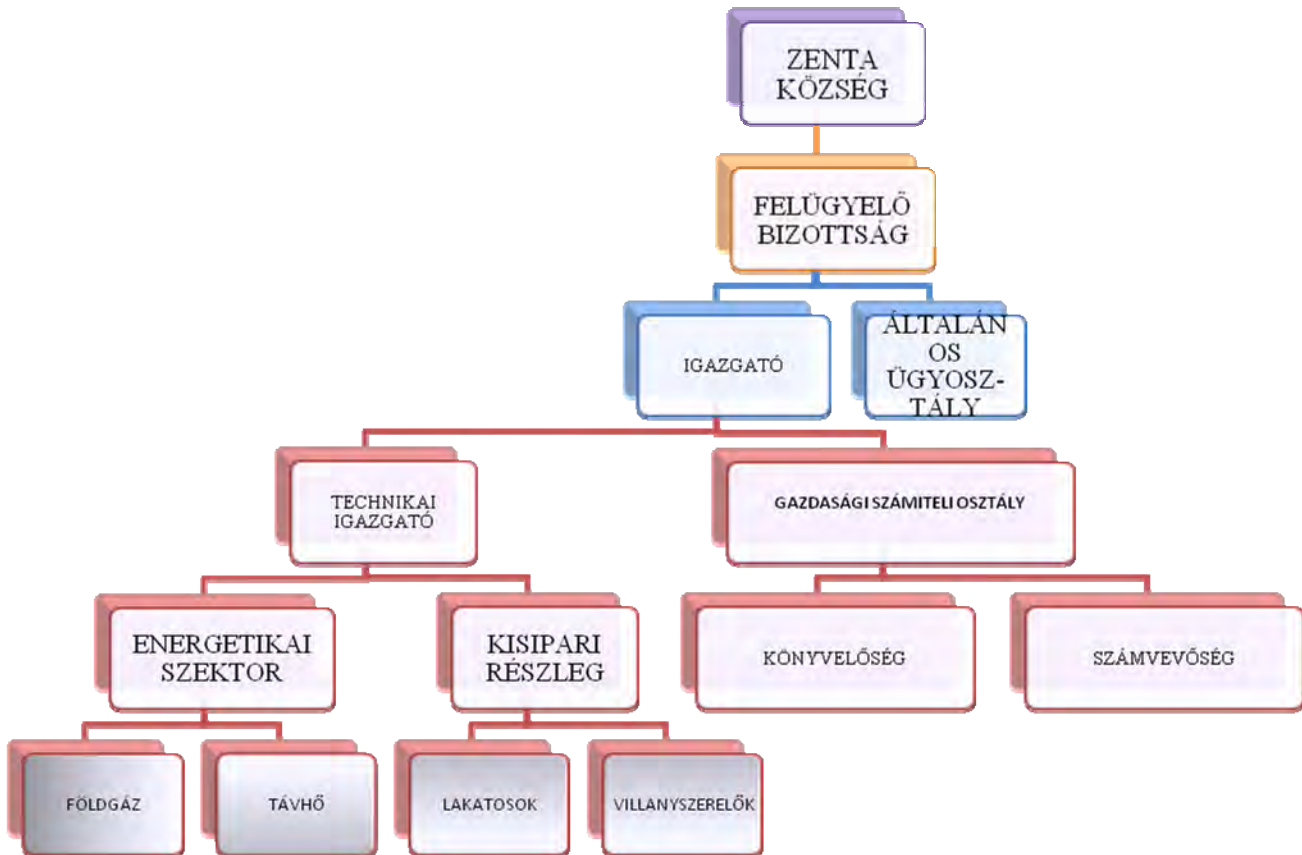 ZENTA
KÖZSÉG
FELÜGYELŐ
BIZOTTSÁG
IGAZGATÓ
ÁLTALÁN
OS
ÜGYOSZ-
TÁLY
TECHNIKAI
IGAZGATÓ
GAZDASÁGI SZÁMITELI OSZTÁLY
ENERGETIKAI
SZEKTOR
KISIPARI
RÉSZLEG
KÖNYVELŐSÉG
SZÁMVEVŐSÉG
FÖLDGÁZ
TÁVHŐ
LAKATOSOK
VILLANYSZERELŐK